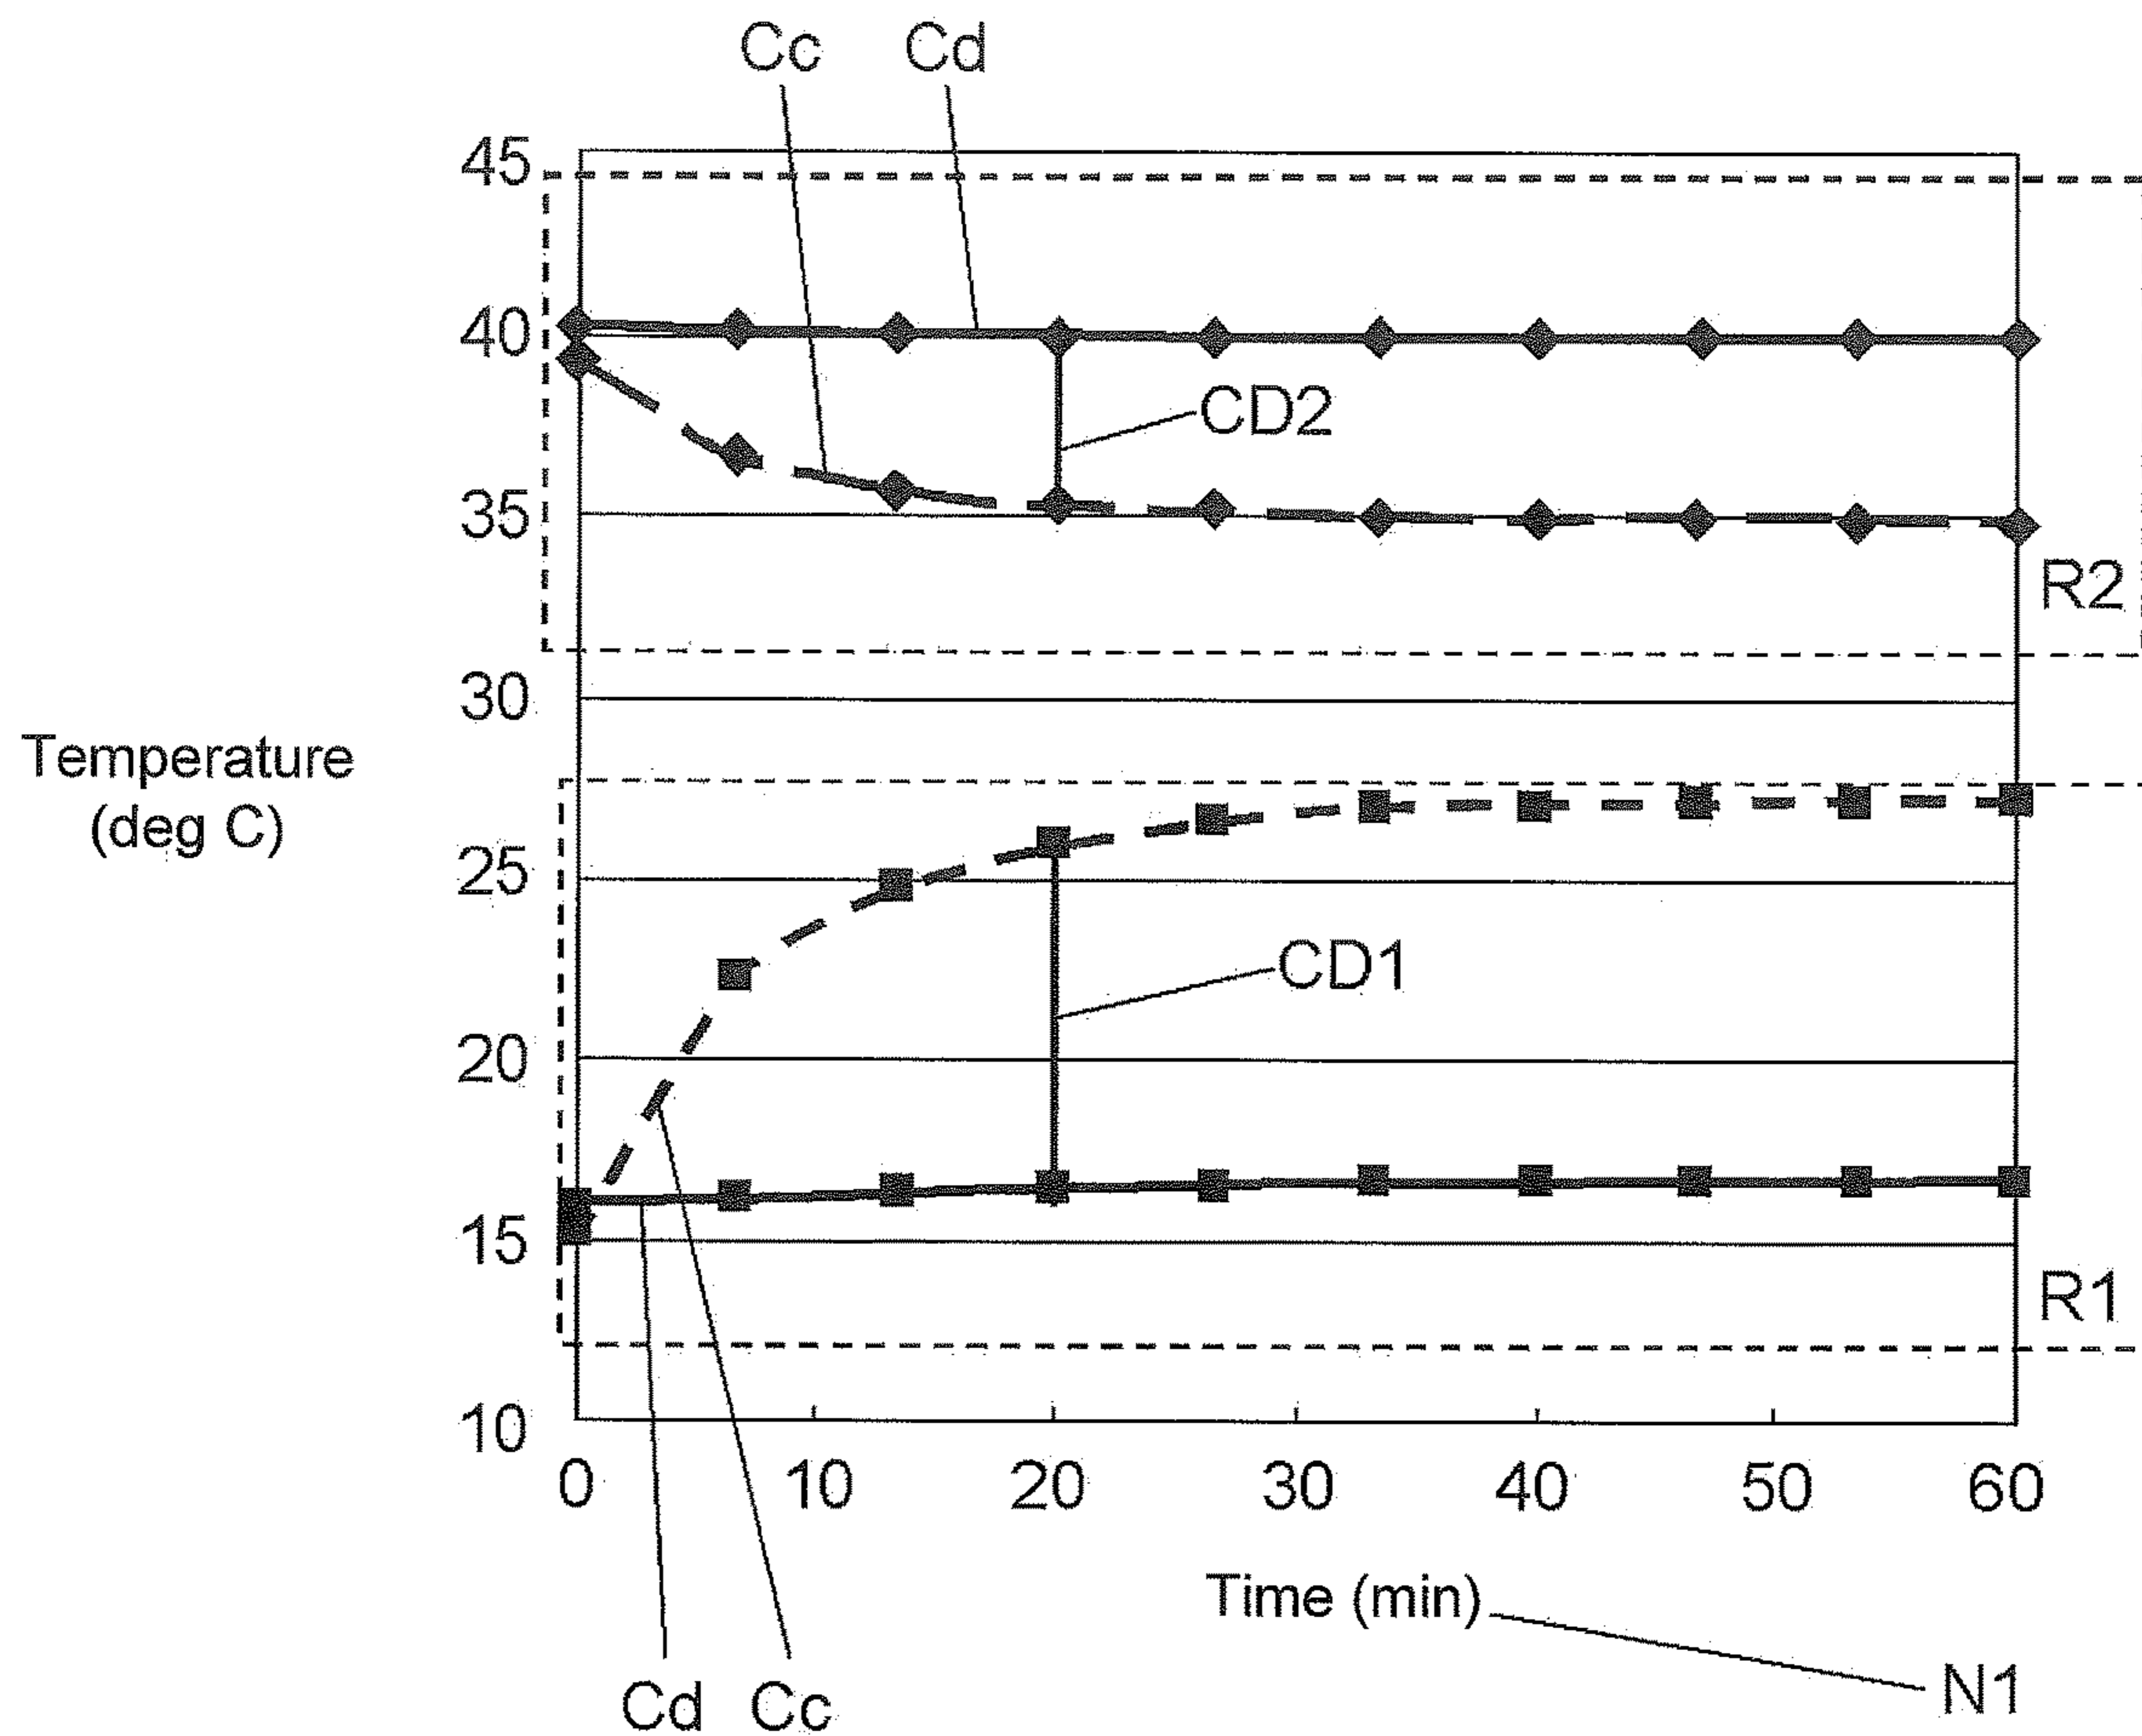 Cc Cd
45
40
CD2
35
R2
30
Temperature
(deg C)
25
CD1
20
15
R1
10
0 10 20 30 40 50 60
Time (min)
N1
Cd Cc